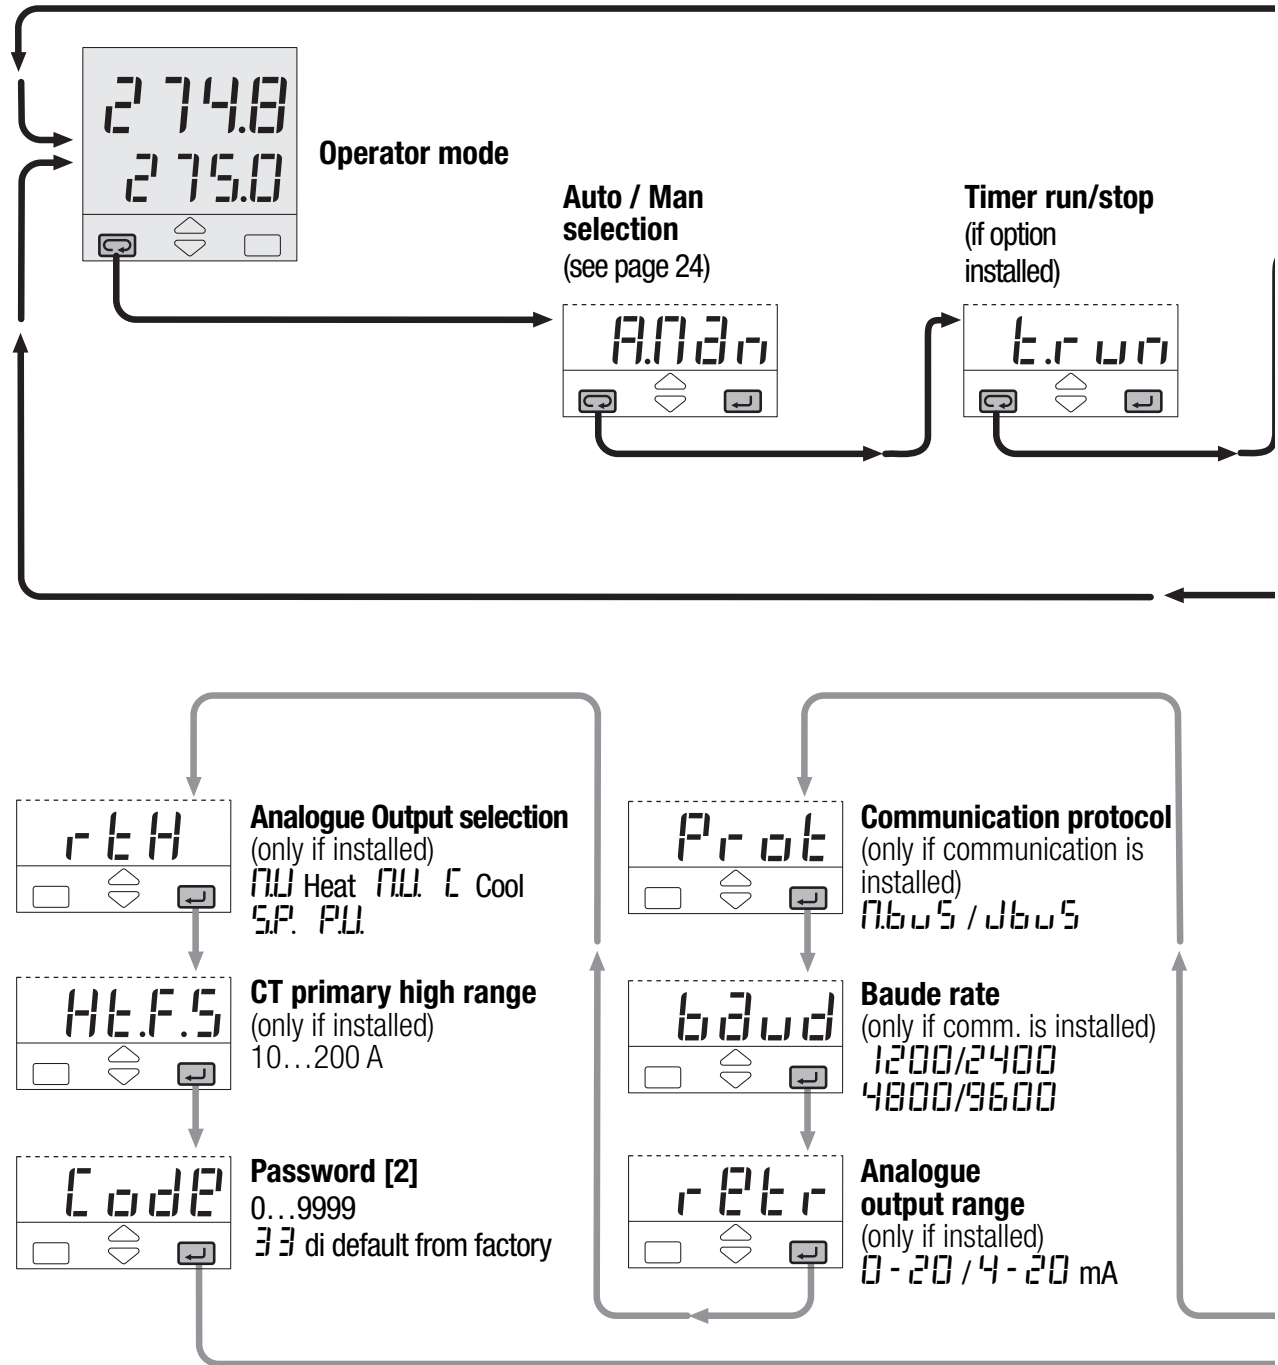 274.8
275.0
Operator mode
Auto / Man
selection
(see page 24)
A.Man
Timer run/stop
(if option
installed)
t.run
rtH
Analogue Output selection
(only if installed)
M.U Heat M.U. C Cool
S.P. P.U.
Ht.F.S
CT primary high range
(only if installed)
10…200 A
Code
Password [2]
0…9999
33 di default from factory
Prot
Communication protocol
(only if communication is
installed)
M.buS / JbuS
baud
Baude rate
(only if comm. is installed)
1200/2400
4800/9600
retr
Analogue
output range
(only if installed)
0-20 / 4-20 mA